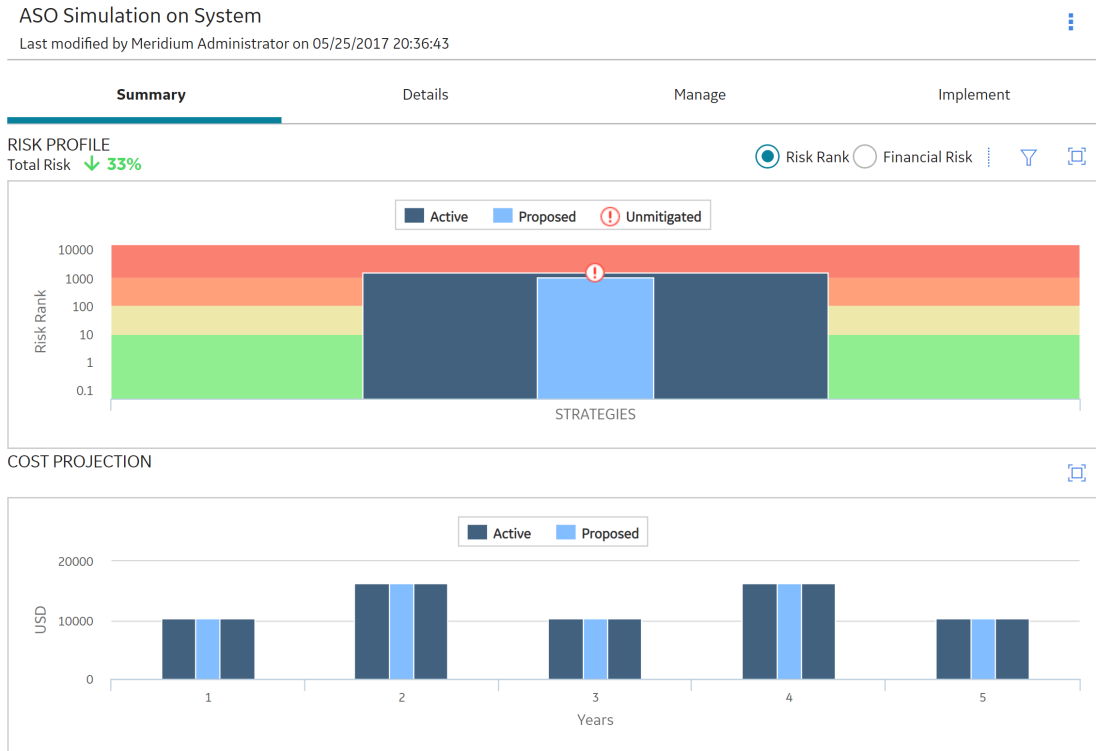 ASO Simulation on System
Last modified by Meridium Administrator on 05/25/2017 20:36:43
Summary Details Manage Implement
RISK PROFILE
Total Risk 33%
Risk Rank Financial Risk
Active Proposed Unmitigated
10000
1000
100
10
1
0.1
Risk Rank
STRATEGIES
COST PROJECTION
Active Proposed
20000
10000
0
USD
1 2 3 4 5
Years